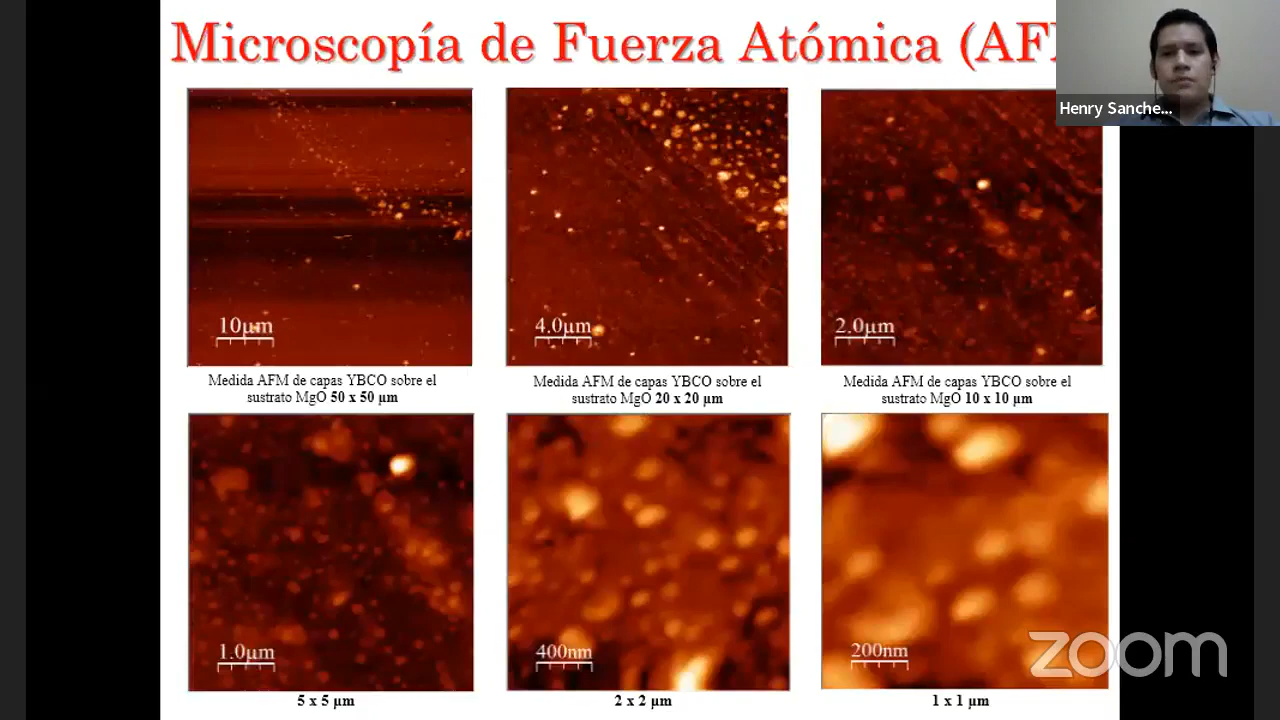 Microscopía de Fuerza Atómica (AF
Henry Sanche...
10µm
4.0µm
2.0µm
Medida AFM de capas YBCO sobre el
sustrato MgO 50 x 50 µm
Medida AFM de capas YBCO sobre el
sustrato MgO 20 x 20 µm
Medida AFM de capas YBCO sobre el
sustrato MgO 10 x 10 µm
1.0µm
400nm
200nm
zoom
5 x 5 µm
2 x 2 µm
1 x 1 µm